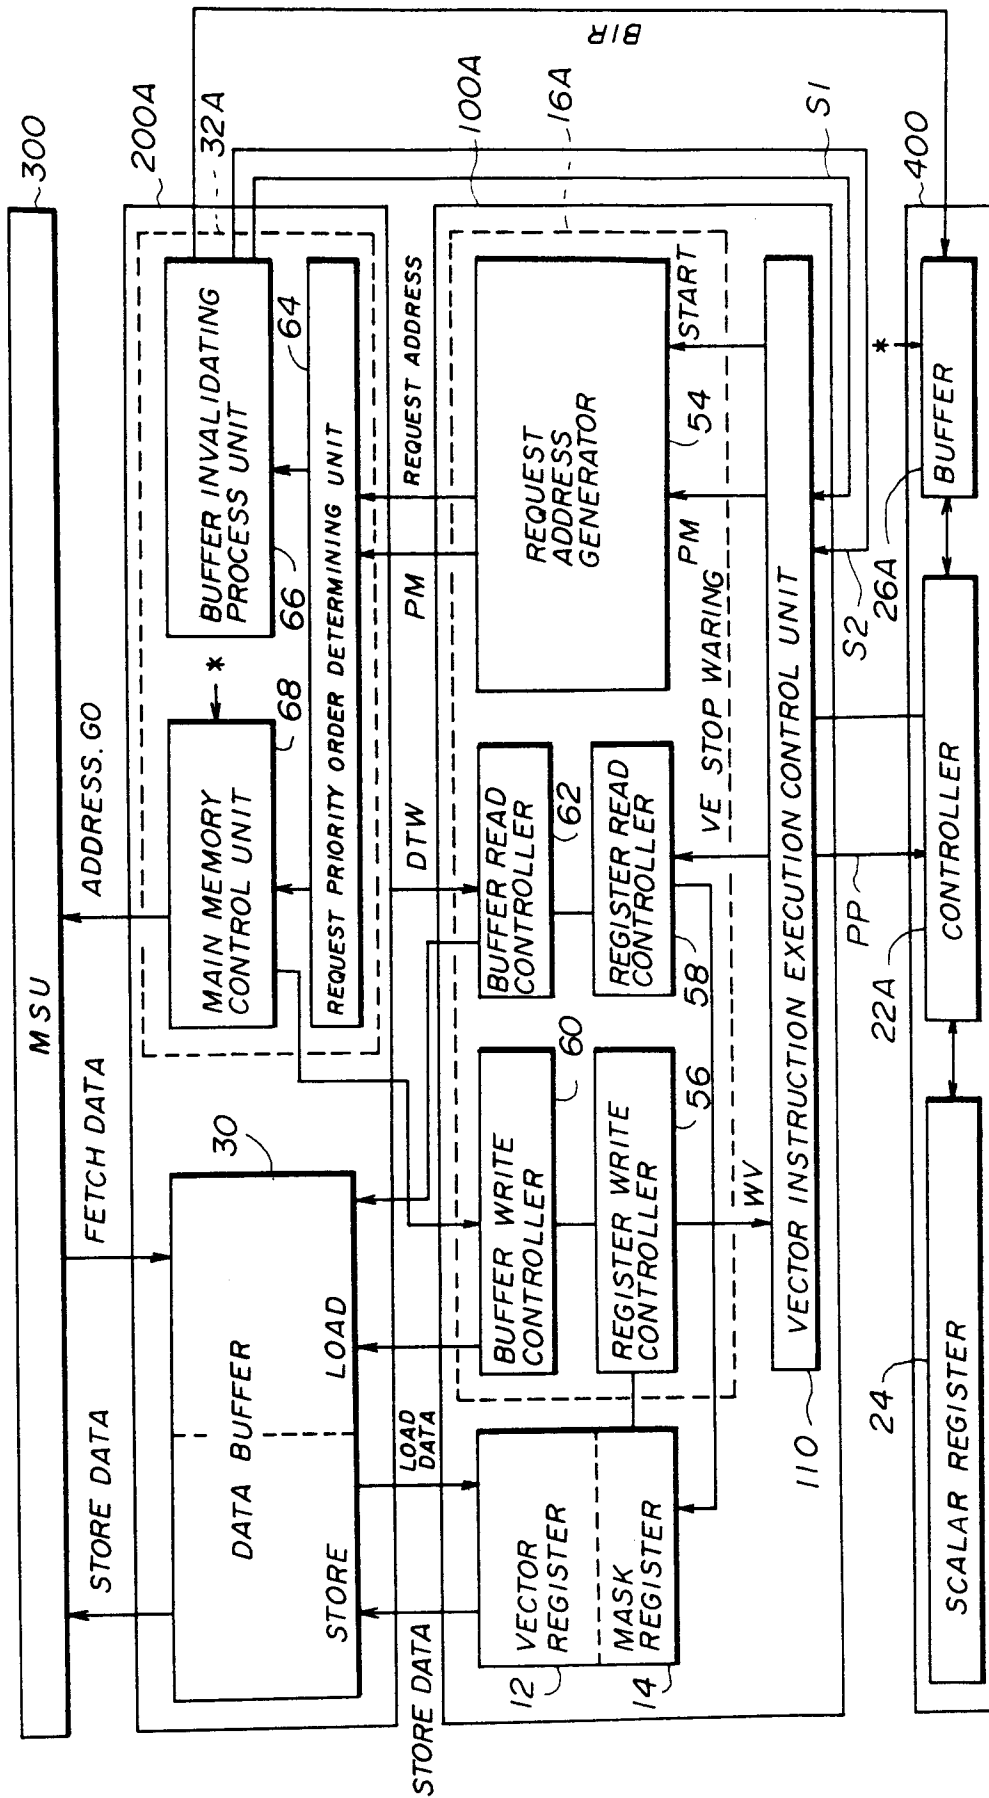 300
MSU
STORE DATA
FETCH DATA
ADDRESS. GO
200A
32A
DATA BUFFER
30
STORE
LOAD
MAIN MEMORY
CONTROL UNIT
68
*
BUFFER INVALIDATING
PROCESS UNIT
66
64
REQUEST PRIORITY ORDER DETERMINING UNIT
BIR
STORE DATA
LOAD
DATA
DTW
PM
REQUEST ADDRESS
100A
16A
VECTOR
REGISTER
12
MASK
REGISTER
14
BUFFER WRITE
CONTROLLER
60
REGISTER WRITE
CONTROLLER
56
BUFFER READ
CONTROLLER
62
REGISTER READ
CONTROLLER
58
REQUEST
ADDRESS
GENERATOR
54
WV
VE STOP WARING
PM
START
S1
VECTOR INSTRUCTION EXECUTION CONTROL UNIT
110
PP
S2
400
24
22A
26A
*
SCALAR REGISTER
CONTROLLER
BUFFER